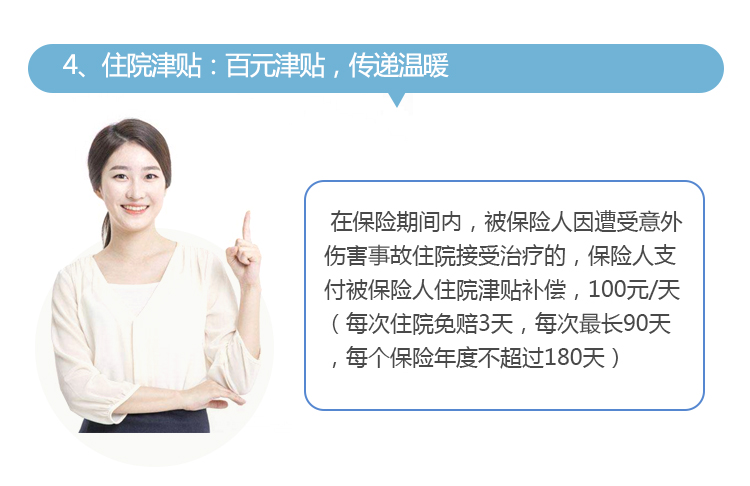 4、住院津贴：百元津贴，传递温暖
在保险期间内，被保险人因遭受意外
伤害事故住院接受治疗的，保险人支
付被保险人住院津贴补偿，100元/天
（每次住院免赔3天，每次最长90天
，每个保险年度不超过180天）